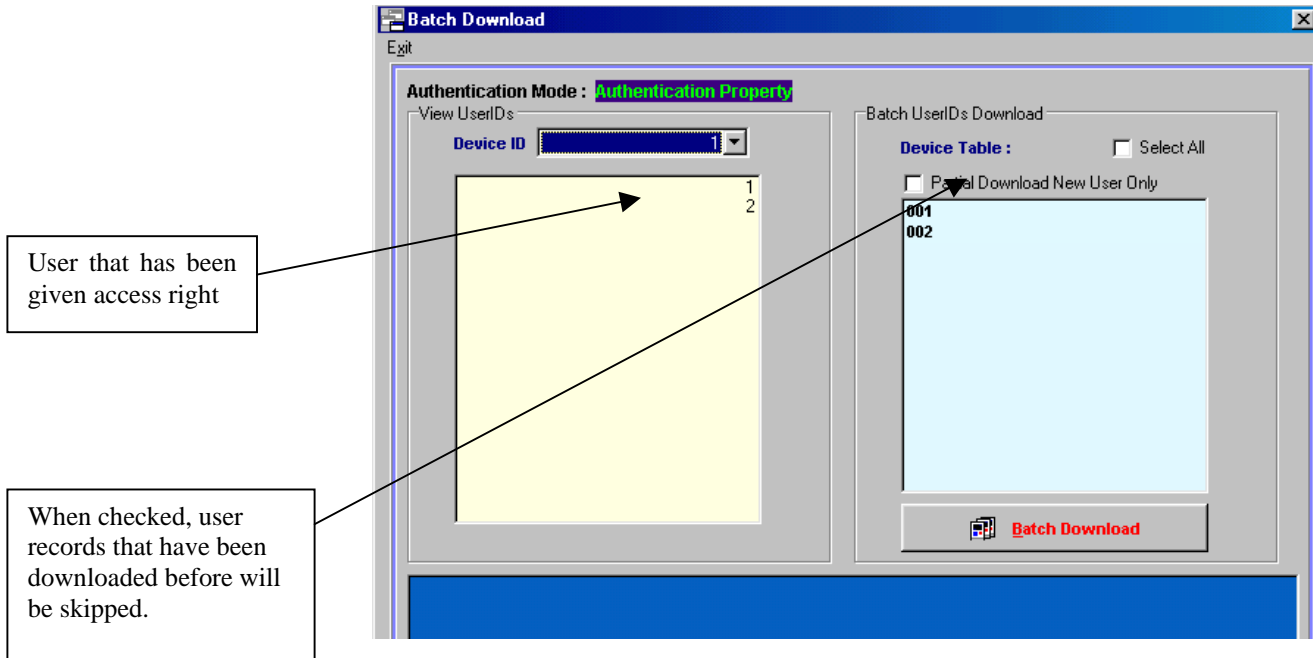 Batch Download
Exit
Authentication Mode : Authentication Property
View UserIDs
Device ID 1
1
2
Batch UserIDs Download
Device Table : Select All
Partial Download New User Only
001
002
Batch Download
User that has been
given access right
When checked, user
records that have been
downloaded before will
be skipped.